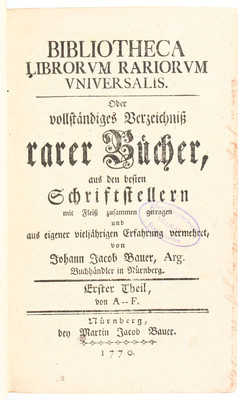 BIBLIOTHECA
LIBRORVM RARIORVM
VNIVERSALIS.
Oder
vollständiges Verzeichniß
rarer Bücher,
aus den besten
Schriftstellern
mit Fleiß zusammen getragen
und
aus eigener vieljährigen Erfahrung vermehret,
von
Johann Jacob Bauer, Arg.
Buchhändler in Nürnberg.
Erster Theil,
von A--F.
Nürnberg,
bey Martin Jacob Bauer.
1770.